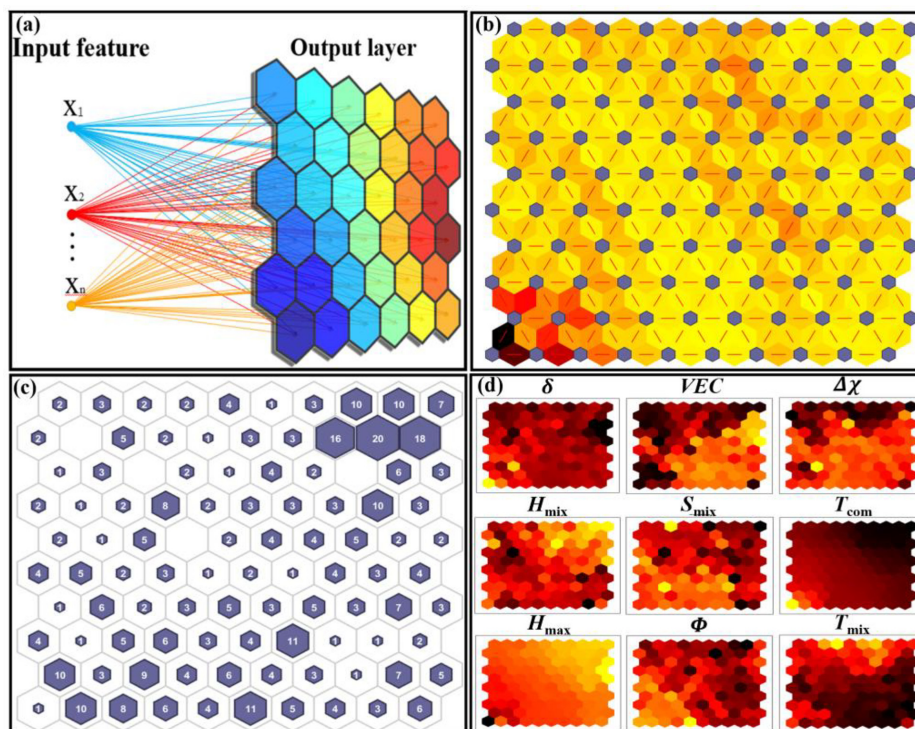 (a)
Input feature Output layer
X1
X2
Xn
(b)
(c)
2 3 2 2 4 1 3 10 10 7
2 5 2 1 3 3 16 20 18
1 3 2 1 4 2 6 3
2 1 2 8 2 3 3 3 10 3
2 1 5 2 4 4 5 2 2
4 5 2 3 1 2 1 4 3 4
1 6 2 3 5 3 5 3 7 3
4 1 5 6 3 4 11 1 1 2
10 3 9 4 6 4 3 1 7 5
1 10 8 6 4 11 5 4 3 6
(d)
δ VEC Δχ
Hmix Smix Tcom
Hmax Φ Tmix